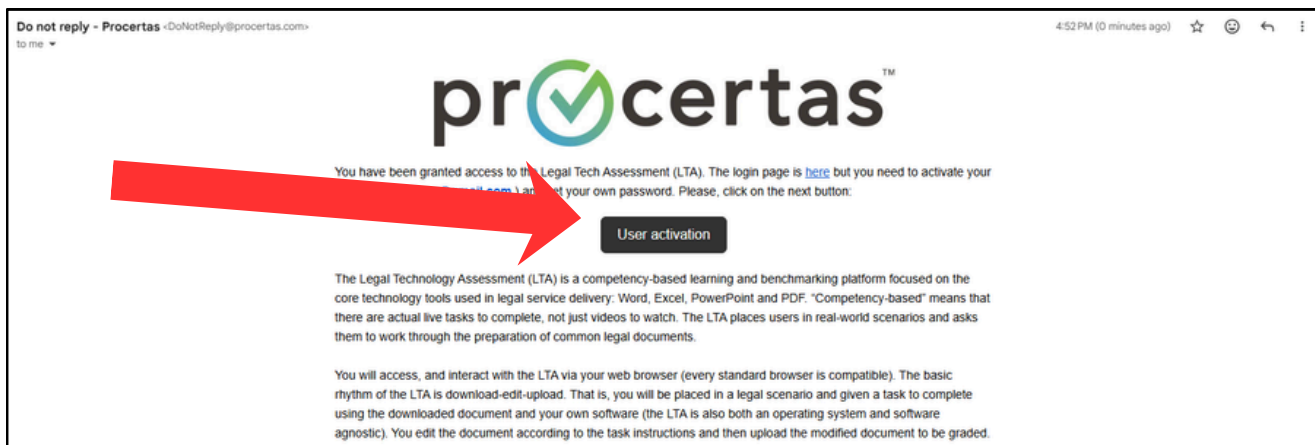 Do not reply - Procertas <DoNotReply@procertas.com>
4:52 PM (0 minutes ago)
to me
procertas™
You have been granted access to the Legal Tech Assessment (LTA). The login page is here but you need to activate your
.com ) and set your own password. Please, click on the next button:
User activation
The Legal Technology Assessment (LTA) is a competency-based learning and benchmarking platform focused on the
core technology tools used in legal service delivery: Word, Excel, PowerPoint and PDF. "Competency-based" means that
there are actual live tasks to complete, not just videos to watch. The LTA places users in real-world scenarios and asks
them to work through the preparation of common legal documents.
You will access, and interact with the LTA via your web browser (every standard browser is compatible). The basic
rhythm of the LTA is download-edit-upload. That is, you will be placed in a legal scenario and given a task to complete
using the downloaded document and your own software (the LTA is also both an operating system and software
agnostic). You edit the document according to the task instructions and then upload the modified document to be graded.